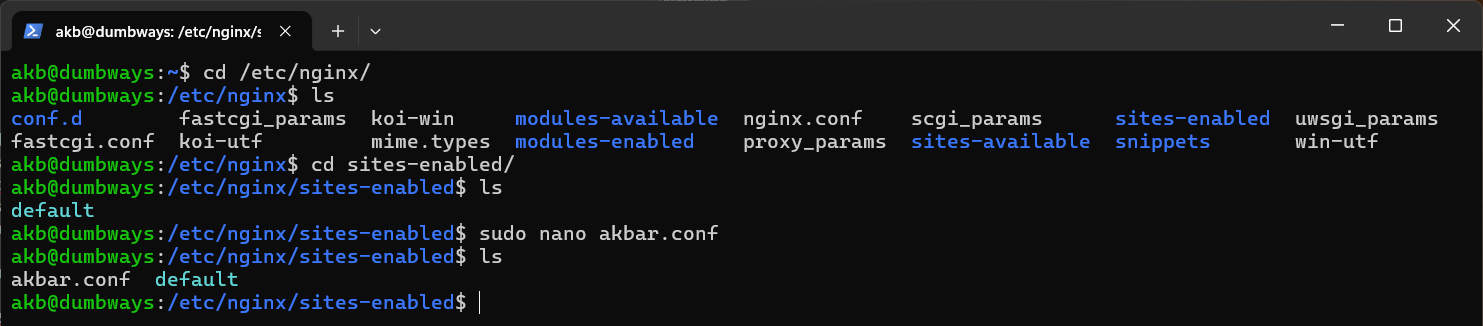 akb@dumbways: /etc/nginx/s
akb@dumbways:~$ cd /etc/nginx/
akb@dumbways:/etc/nginx$ ls
conf.d fastcgi_params koi-win modules-available nginx.conf scgi_params sites-enabled uwsgi_params
fastcgi.conf koi-utf mime.types modules-enabled proxy_params sites-available snippets win-utf
akb@dumbways:/etc/nginx$ cd sites-enabled/
akb@dumbways:/etc/nginx/sites-enabled$ ls
default
akb@dumbways:/etc/nginx/sites-enabled$ sudo nano akbar.conf
akb@dumbways:/etc/nginx/sites-enabled$ ls
akbar.conf default
akb@dumbways:/etc/nginx/sites-enabled$